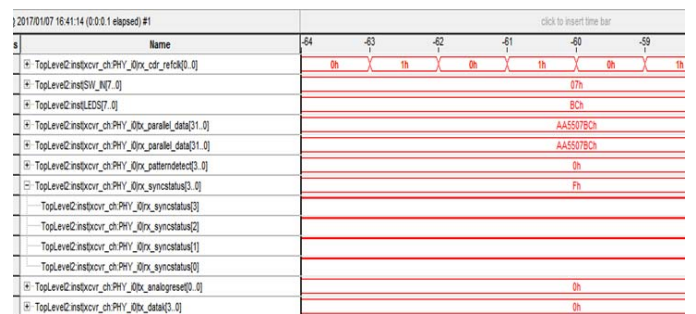 ) 2017/01/07 16:41:14 (0:0:0.1 elapsed) #1 click to insert time bar
s Name -64 -63 -62 -61 -60 -59
TopLevel2:inst|xcvr_ch:PHY_i0|rx_cdr_refclk[0..0] 0h 1h 0h 1h 0h 1h
TopLevel2:inst|SW_IN[7..0] 07h
TopLevel2:inst|LEDS[7..0] BCh
TopLevel2:inst|xcvr_ch:PHY_i0|rx_parallel_data[31..0] AA5507BCh
TopLevel2:inst|xcvr_ch:PHY_i0|tx_parallel_data[31..0] AA5507BCh
TopLevel2:inst|xcvr_ch:PHY_i0|rx_patterndetect[3..0] 0h
TopLevel2:inst|xcvr_ch:PHY_i0|rx_syncstatus[3..0] Fh
TopLevel2:inst|xcvr_ch:PHY_i0|rx_syncstatus[3]
TopLevel2:inst|xcvr_ch:PHY_i0|rx_syncstatus[2]
TopLevel2:inst|xcvr_ch:PHY_i0|rx_syncstatus[1]
TopLevel2:inst|xcvr_ch:PHY_i0|rx_syncstatus[0]
TopLevel2:inst|xcvr_ch:PHY_i0|tx_analogreset[0..0] 0h
TopLevel2:inst|xcvr_ch:PHY_i0|tx_datak[3..0] 0h